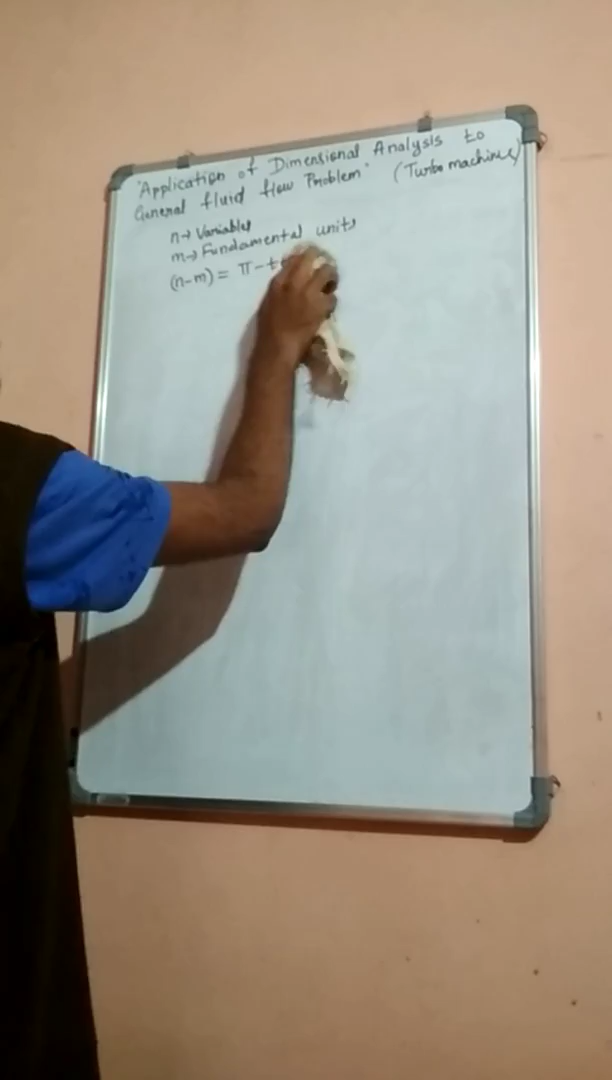 "Application of Dimensional Analysis to
General fluid flow Problem" (Turbo machines)
n→ Variables
m→ Fundamental units
(n-m) = π-t